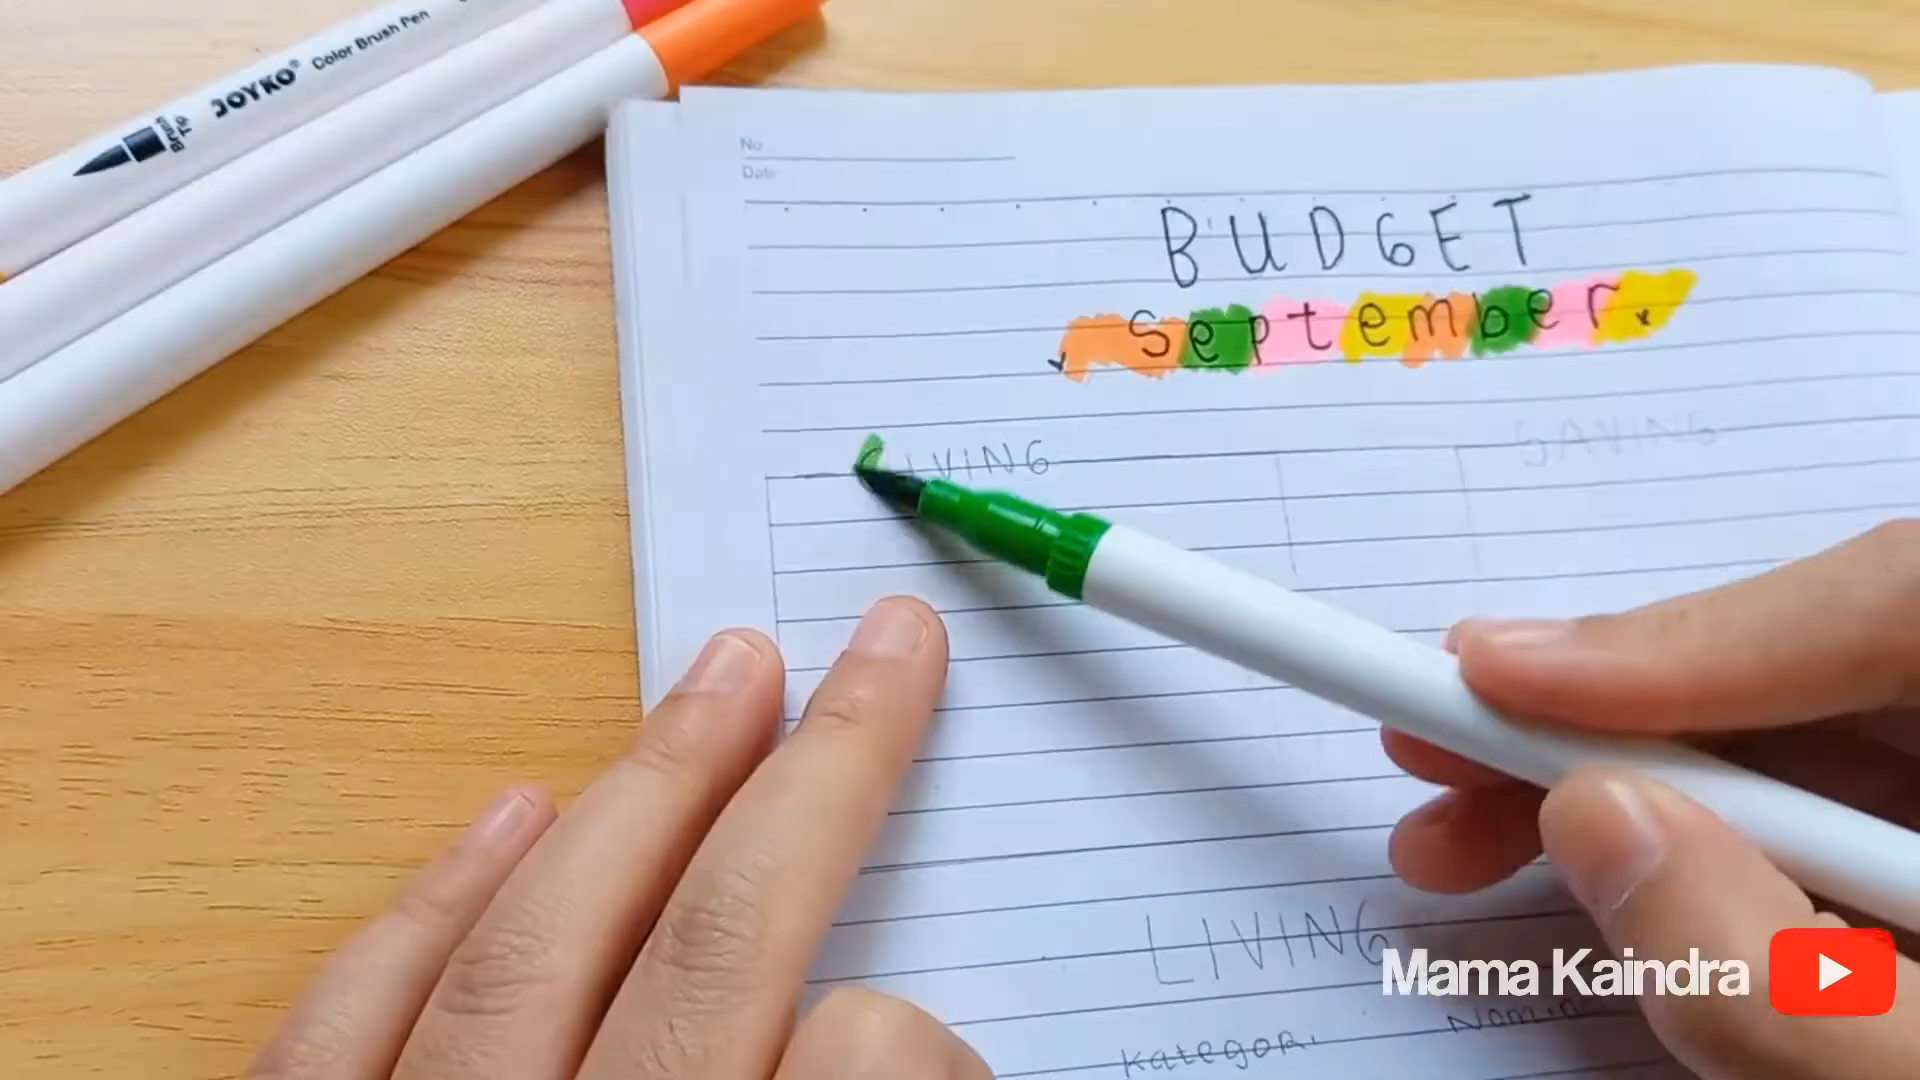 JOYKO Color Brush Pen
Brush Tip
No
Date
BUDGET
September
LIVING
SAVING
LIVING
Kategori
Mama Kaindra